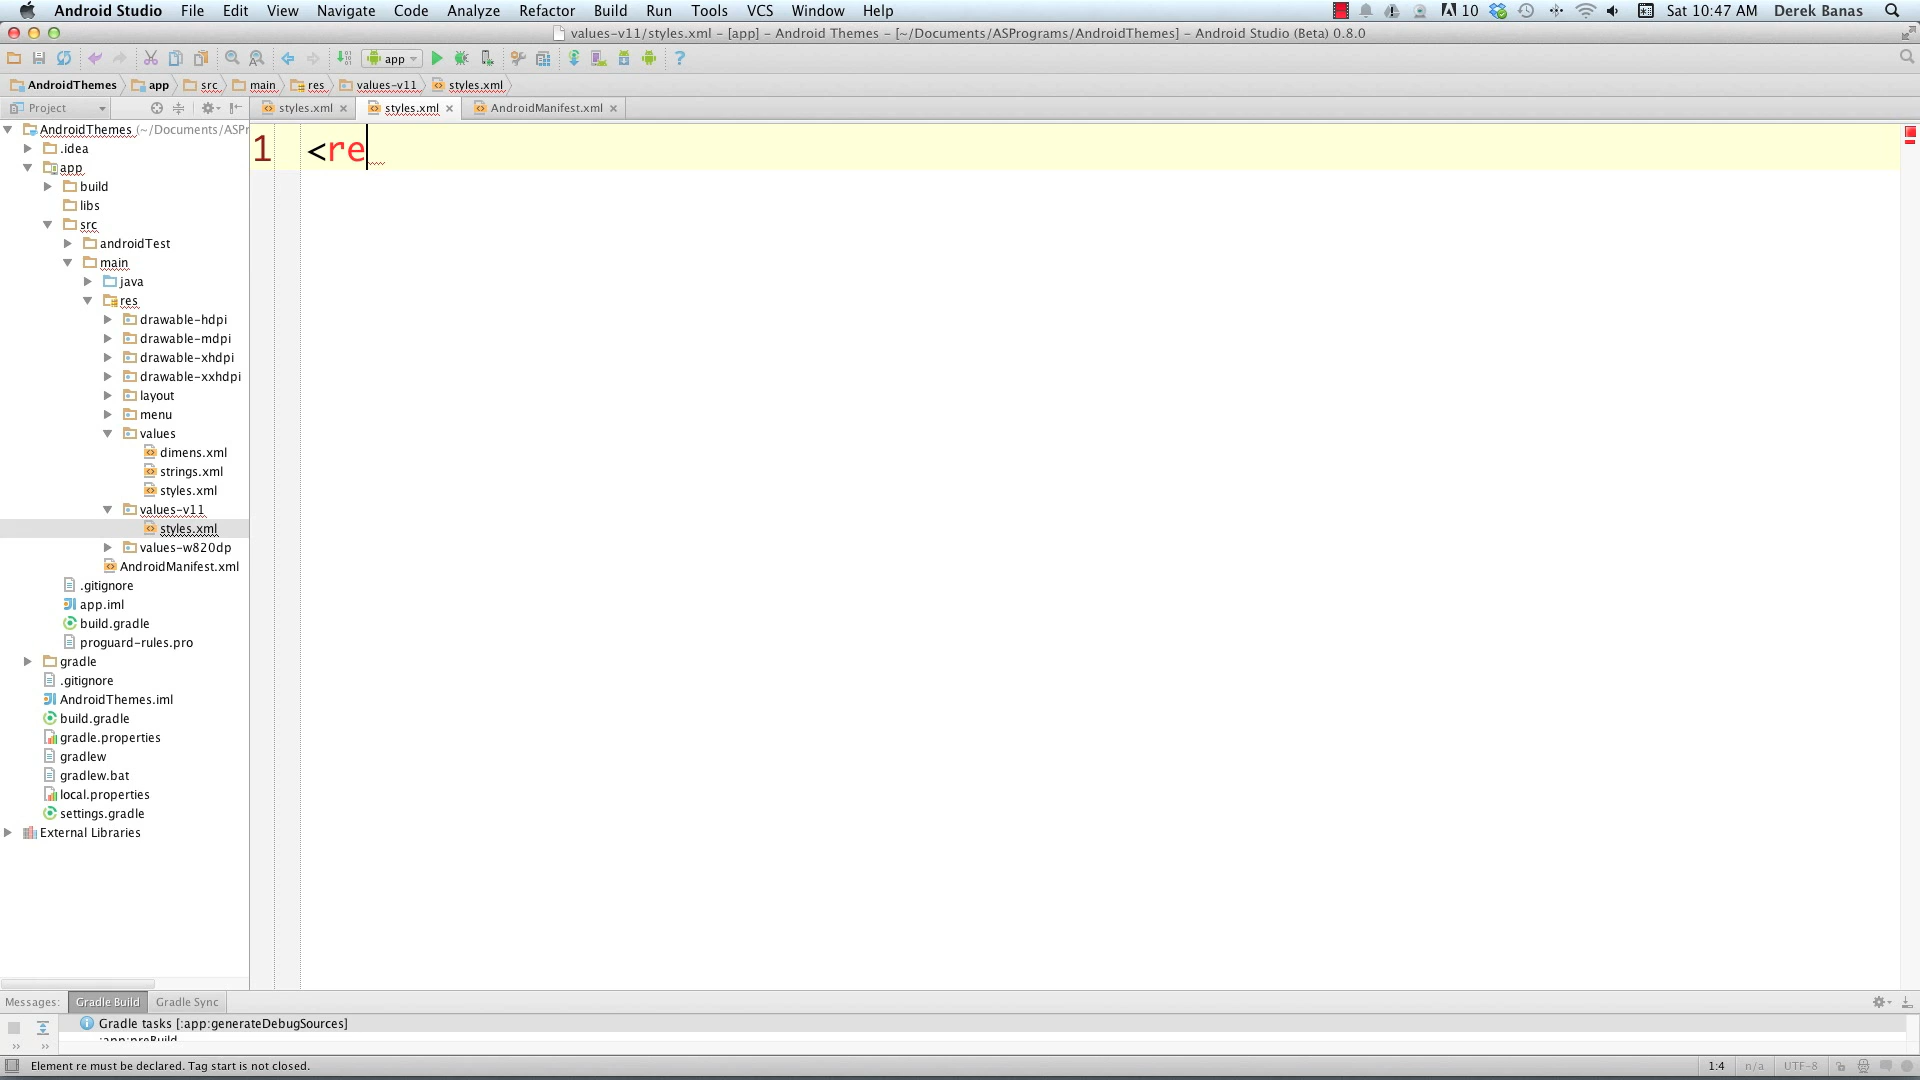 Android Studio File Edit View Navigate Code Analyze Refactor Build Run Tools VCS Window Help 10 Sat 10:47 AM Derek Banas
values-v11/styles.xml - [app] - Android Themes - [~/Documents/ASPrograms/AndroidThemes] - Android Studio (Beta) 0.8.0
app
AndroidThemes app src main res values-v11 styles.xml
Project styles.xml styles.xml AndroidManifest.xml
AndroidThemes (~/Documents/ASPr
.idea
app
build
libs
src
androidTest
main
java
res
drawable-hdpi
drawable-mdpi
drawable-xhdpi
drawable-xxhdpi
layout
menu
values
dimens.xml
strings.xml
styles.xml
values-v11
styles.xml
values-w820dp
AndroidManifest.xml
.gitignore
app.iml
build.gradle
proguard-rules.pro
gradle
.gitignore
AndroidThemes.iml
build.gradle
gradle.properties
gradlew
gradlew.bat
local.properties
settings.gradle
External Libraries
1 <re
Messages: Gradle Build Gradle Sync
Gradle tasks [:app:generateDebugSources]
:app:preBuild
Element re must be declared. Tag start is not closed. 1:4 n/a UTF-8